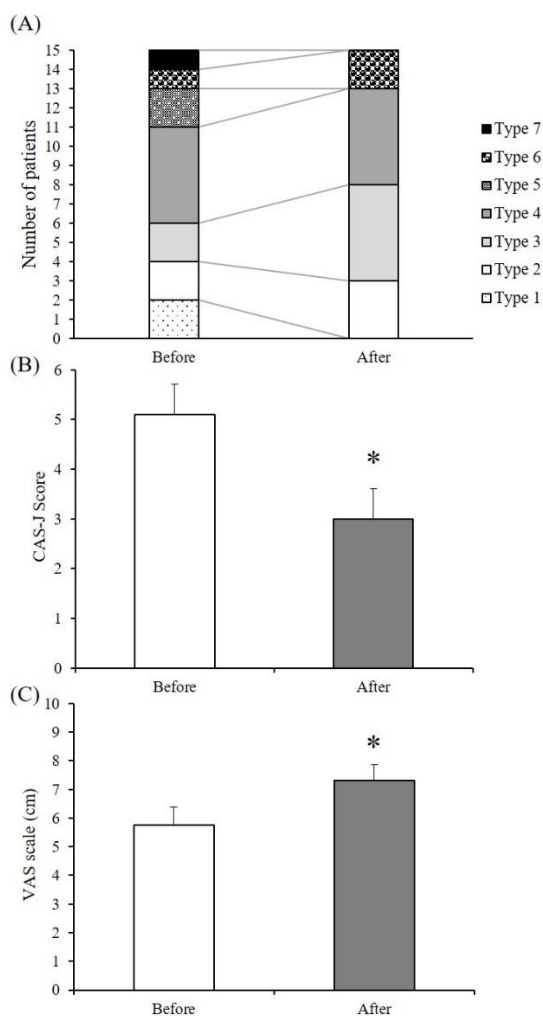 (A)
Number of patients
15
14
13
12
11
10
9
8
7
6
5
4
3
2
1
0
Before
After
Type 7
Type 6
Type 5
Type 4
Type 3
Type 2
Type 1
(B)
CAS-J Score
6
5
4
3
2
1
0
*
Before
After
(C)
VAS scale (cm)
10
9
8
7
6
5
4
3
2
1
0
*
Before
After